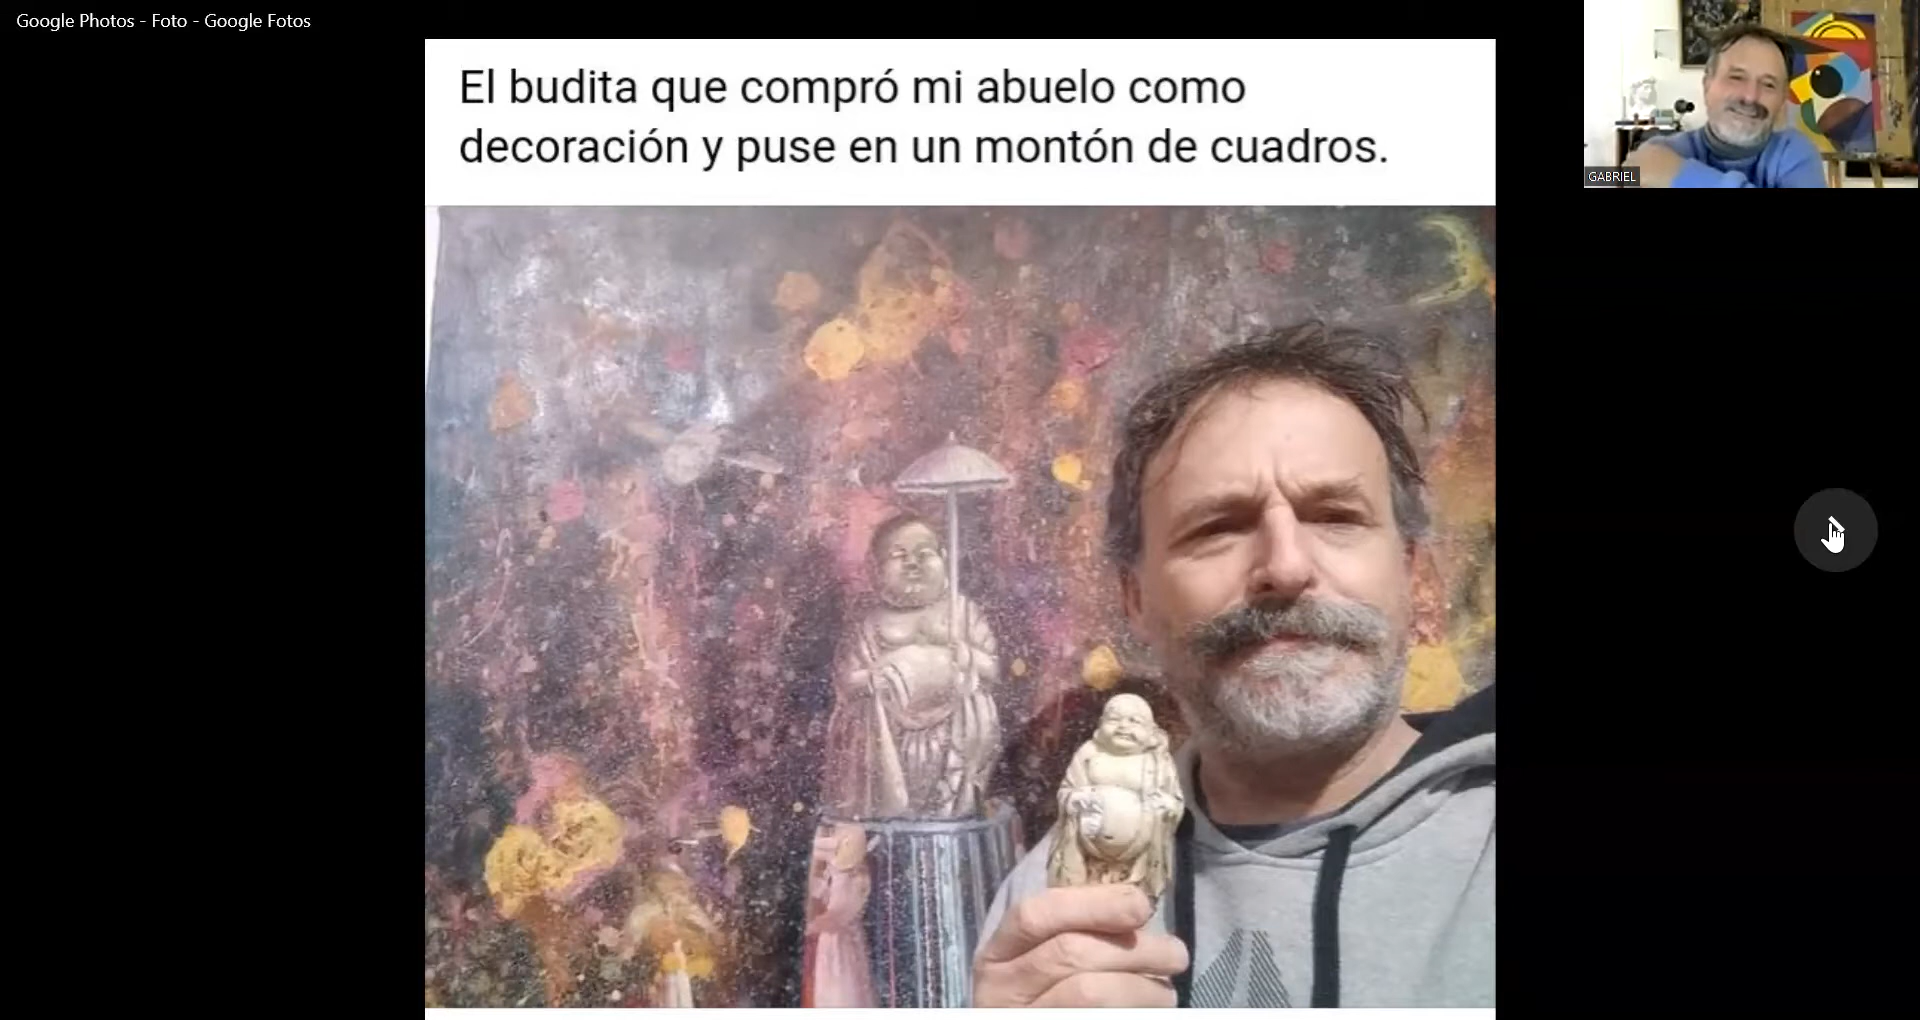 Google Photos - Foto - Google Fotos
El budita que compró mi abuelo como
decoración y puse en un montón de cuadros.
GABRIEL